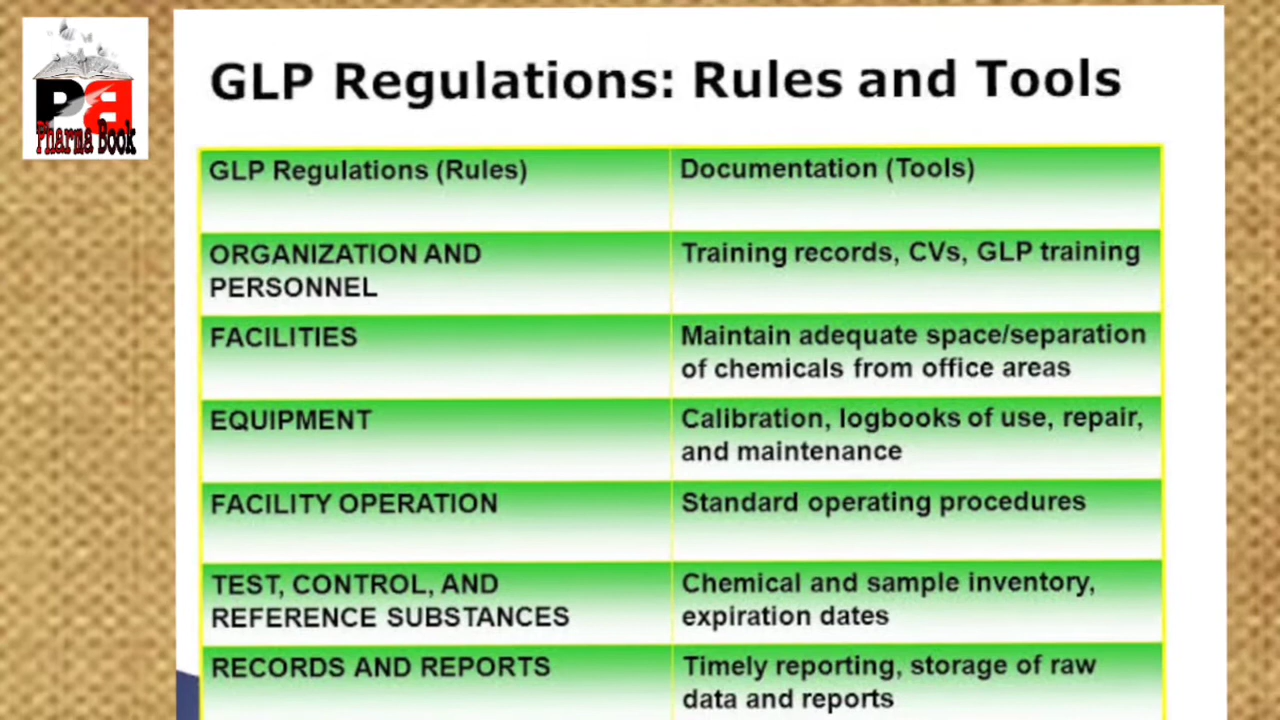 PB
Pharma Book
GLP Regulations: Rules and Tools
GLP Regulations (Rules)
Documentation (Tools)
ORGANIZATION AND
PERSONNEL
Training records, CVs, GLP training
FACILITIES
Maintain adequate space/separation
of chemicals from office areas
EQUIPMENT
Calibration, logbooks of use, repair,
and maintenance
FACILITY OPERATION
Standard operating procedures
TEST, CONTROL, AND
REFERENCE SUBSTANCES
Chemical and sample inventory,
expiration dates
RECORDS AND REPORTS
Timely reporting, storage of raw
data and reports